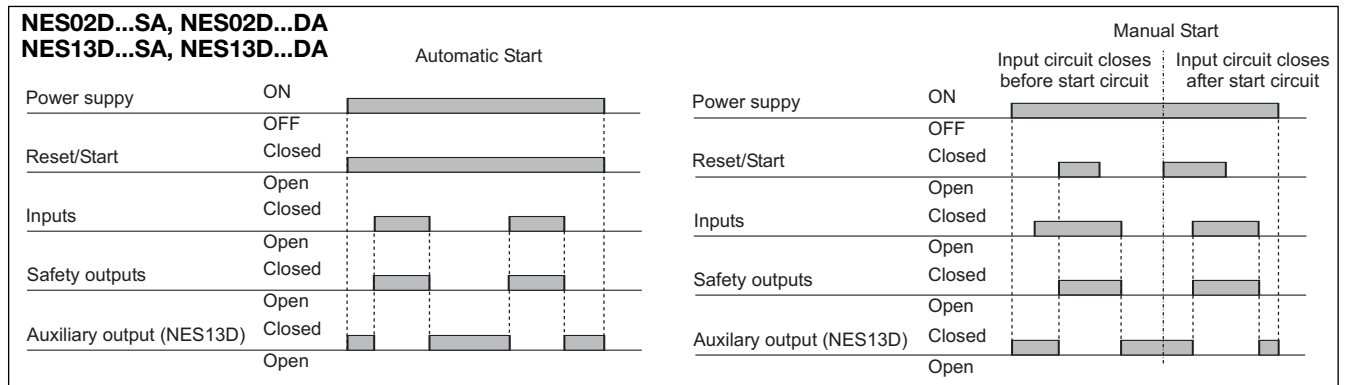 NES02D...SA, NES02D...DA
NES13D...SA, NES13D...DA
Automatic Start
Power suppy
ON
OFF
Reset/Start
Closed
Open
Inputs
Closed
Open
Safety outputs
Closed
Open
Auxiliary output (NES13D)
Closed
Open
Manual Start
Input circuit closes
before start circuit
Input circuit closes
after start circuit
Power suppy
ON
OFF
Reset/Start
Closed
Open
Inputs
Closed
Open
Safety outputs
Closed
Open
Auxilary output (NES13D)
Closed
Open